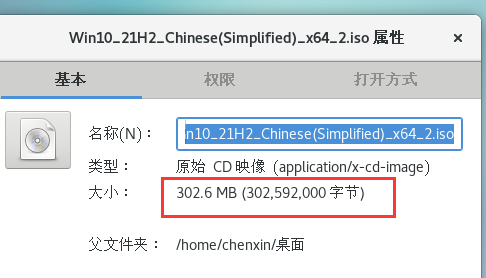 Win10_21H2_Chinese(Simplified)_x64_2.iso 属性
基本 权限 打开方式
名称(N)： in10_21H2_Chinese(Simplified)_x64_2.iso
类型： 原始 CD 映像 (application/x-cd-image)
大小： 302.6 MB (302,592,000 字节)
父文件夹： /home/chenxin/桌面